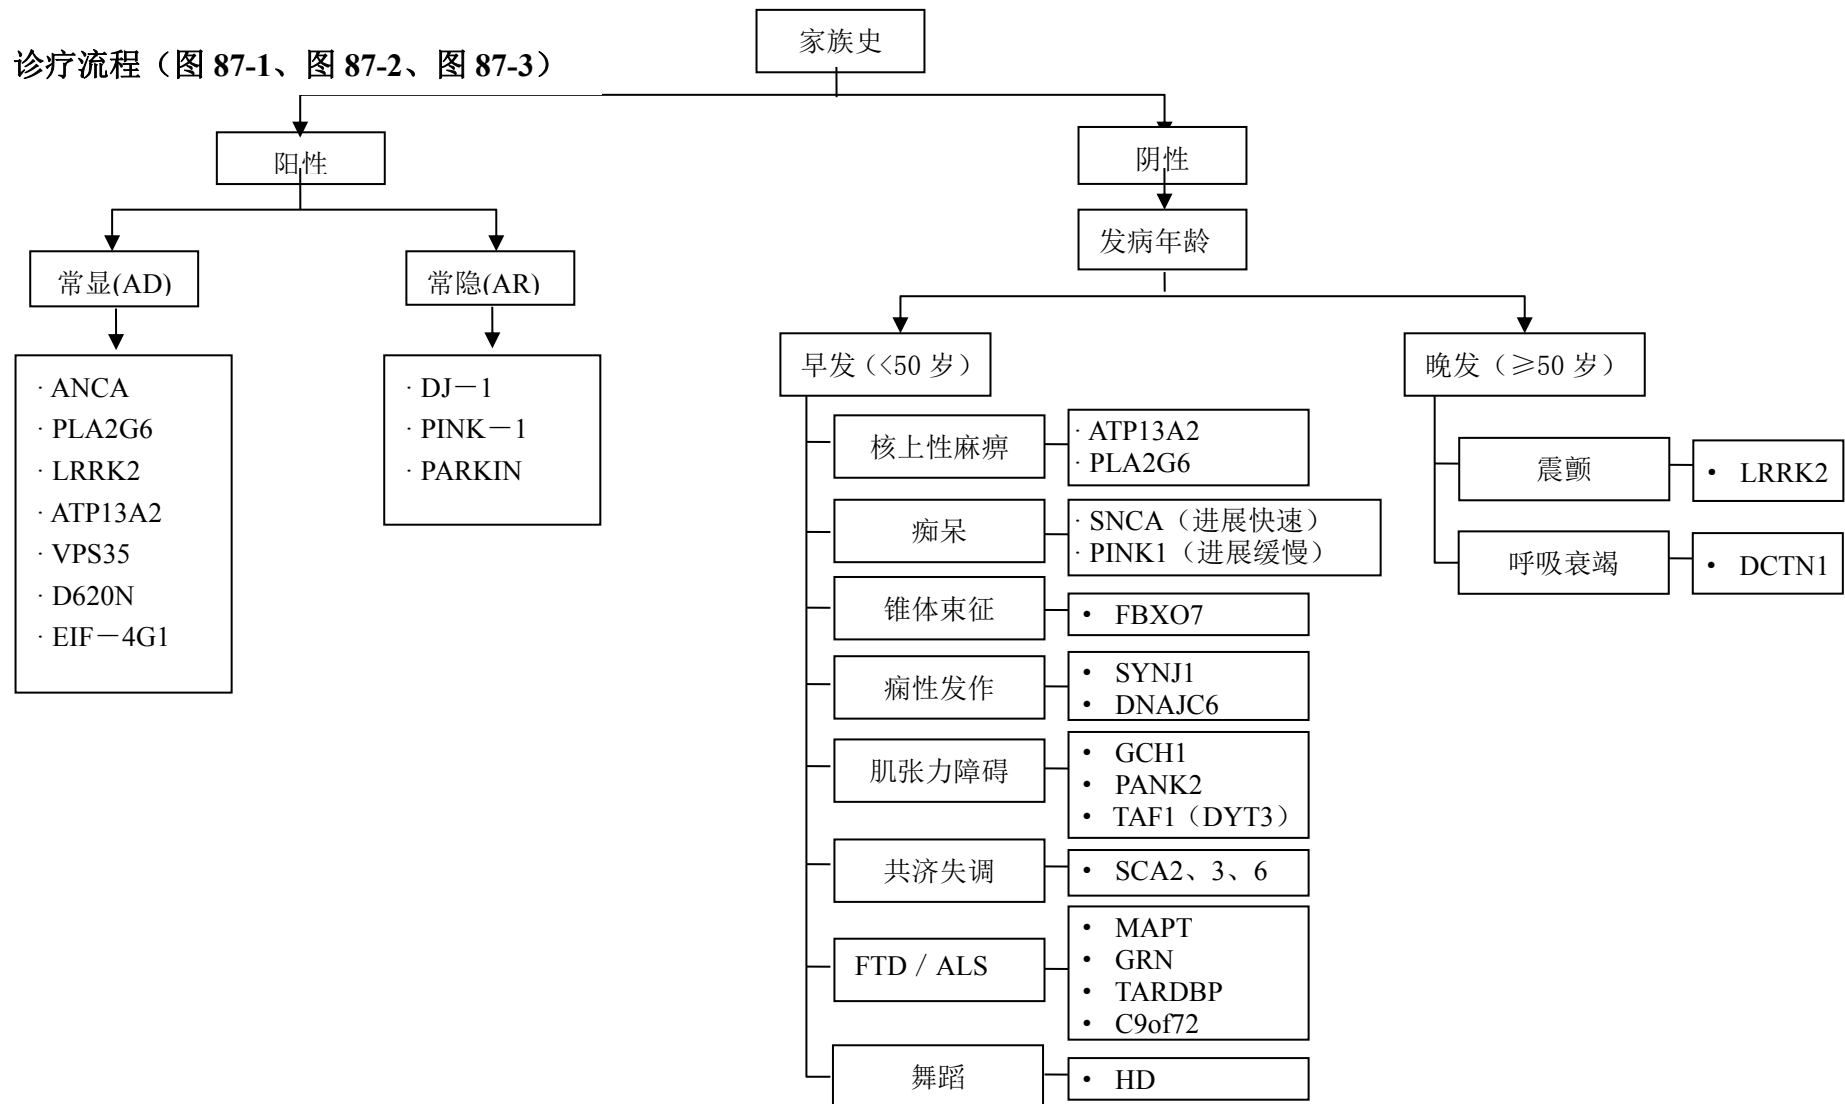 家族史
诊疗流程（图 87-1、图 87-2、图 87-3）
阳性
阴性
发病年龄
常显(AD)
常隐(AR)
· ANCA
· PLA2G6
· LRRK2
· ATP13A2
· VPS35
· D620N
· EIF－4G1
· DJ－1
· PINK－1
· PARKIN
早发（<50 岁）
晚发（≥50 岁）
核上性麻痹
· ATP13A2
· PLA2G6
痴呆
· SNCA（进展快速）
· PINK1（进展缓慢）
锥体束征
• FBXO7
痫性发作
• SYNJ1
• DNAJC6
肌张力障碍
• GCH1
• PANK2
• TAF1（DYT3）
共济失调
• SCA2、3、6
FTD / ALS
• MAPT
• GRN
• TARDBP
• C9of72
舞蹈
• HD
震颤
• LRRK2
呼吸衰竭
• DCTN1